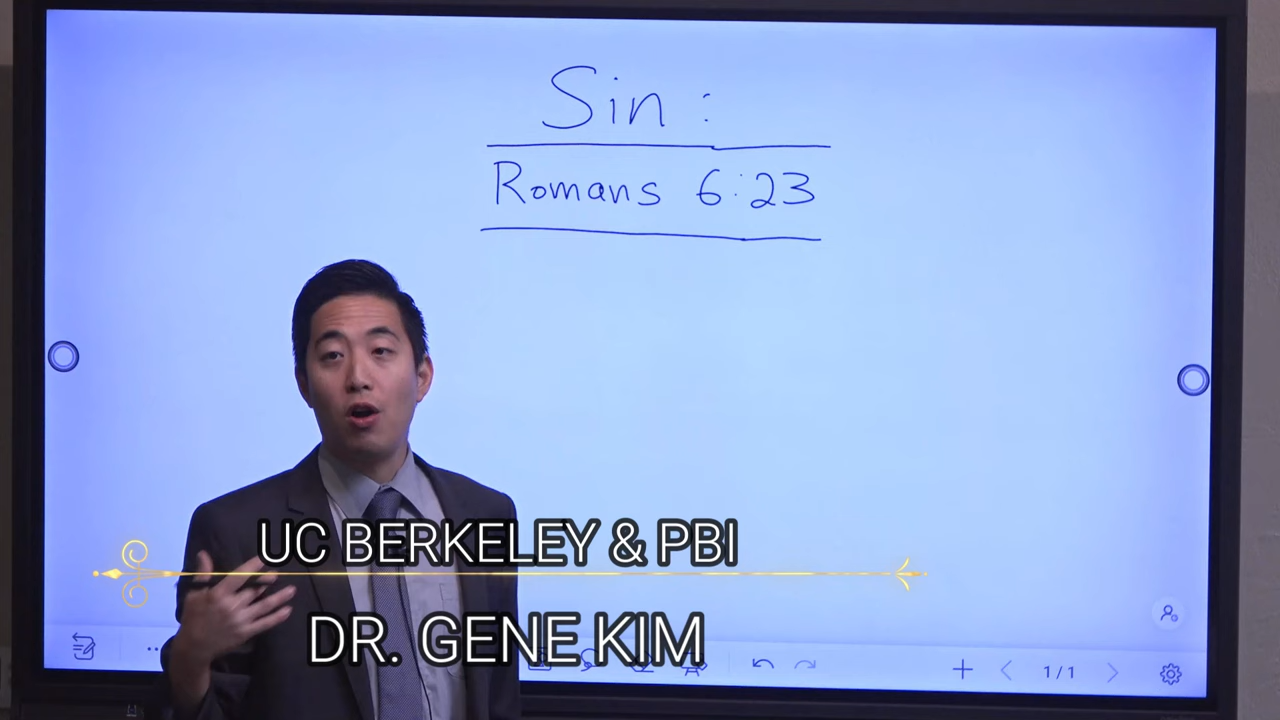 Sin :
Romans 6:23
UC BERKELEY & PBI
DR. GENE KIM
1/1